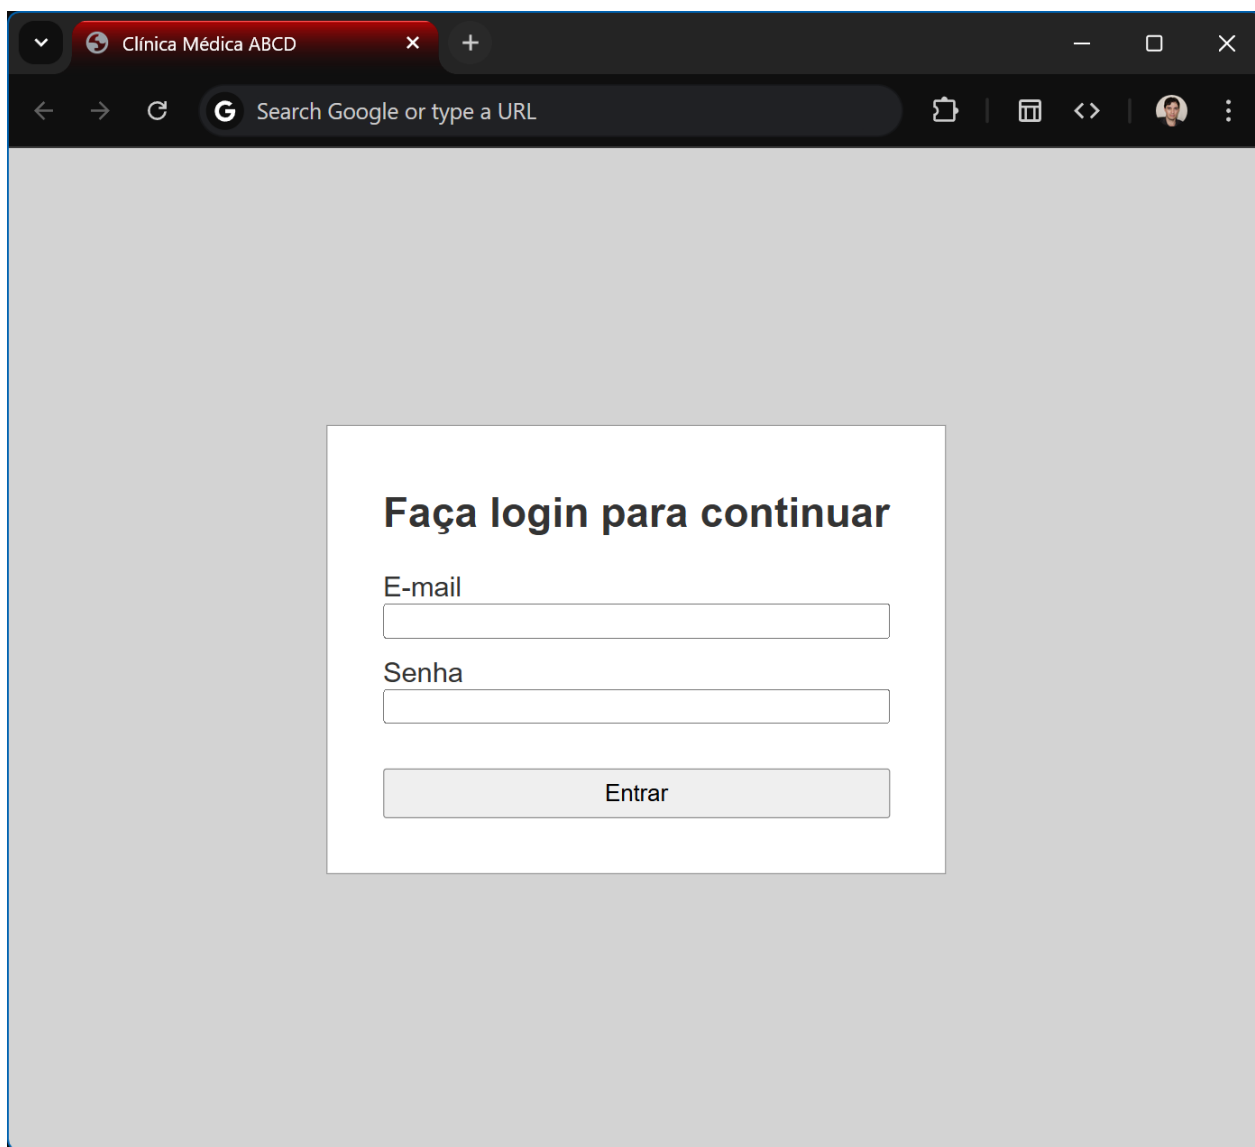 Clínica Médica ABCD
Search Google or type a URL
Faça login para continuar
E-mail
Senha
Entrar